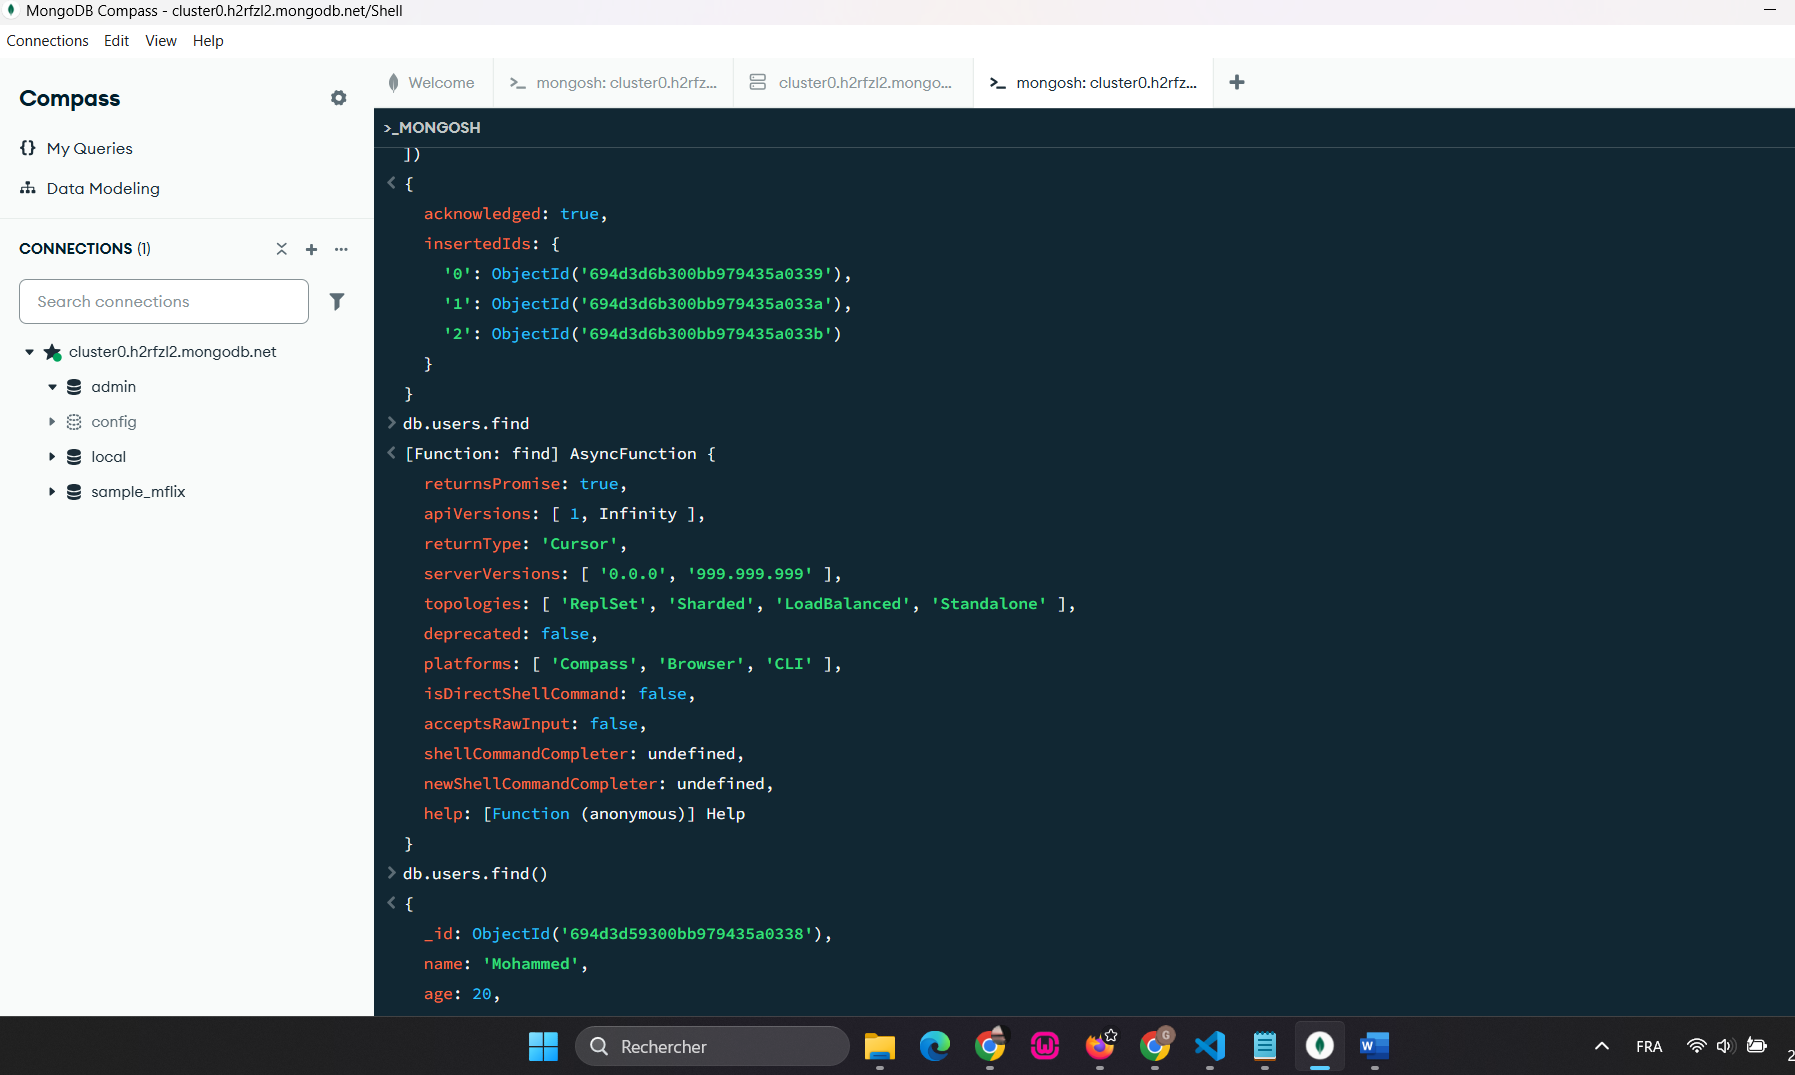 MongoDB Compass - cluster0.h2rfzl2.mongodb.net/Shell
Connections Edit View Help
Compass
My Queries
Data Modeling
CONNECTIONS (1)
Search connections
cluster0.h2rfzl2.mongodb.net
admin
config
local
sample_mflix
Welcome
mongosh: cluster0.h2rfz...
cluster0.h2rfzl2.mongo...
mongosh: cluster0.h2rfz...
>_MONGOSH
])
< {
acknowledged: true,
insertedIds: {
'0': ObjectId('694d3d6b300bb979435a0339'),
'1': ObjectId('694d3d6b300bb979435a033a'),
'2': ObjectId('694d3d6b300bb979435a033b')
}
}
> db.users.find
< [Function: find] AsyncFunction {
returnsPromise: true,
apiVersions: [ 1, Infinity ],
returnType: 'Cursor',
serverVersions: [ '0.0.0', '999.999.999' ],
topologies: [ 'ReplSet', 'Sharded', 'LoadBalanced', 'Standalone' ],
deprecated: false,
platforms: [ 'Compass', 'Browser', 'CLI' ],
isDirectShellCommand: false,
acceptsRawInput: false,
shellCommandCompleter: undefined,
newShellCommandCompleter: undefined,
help: [Function (anonymous)] Help
}
> db.users.find()
< {
_id: ObjectId('694d3d59300bb979435a0338'),
name: 'Mohammed',
age: 20,
Rechercher
FRA
2